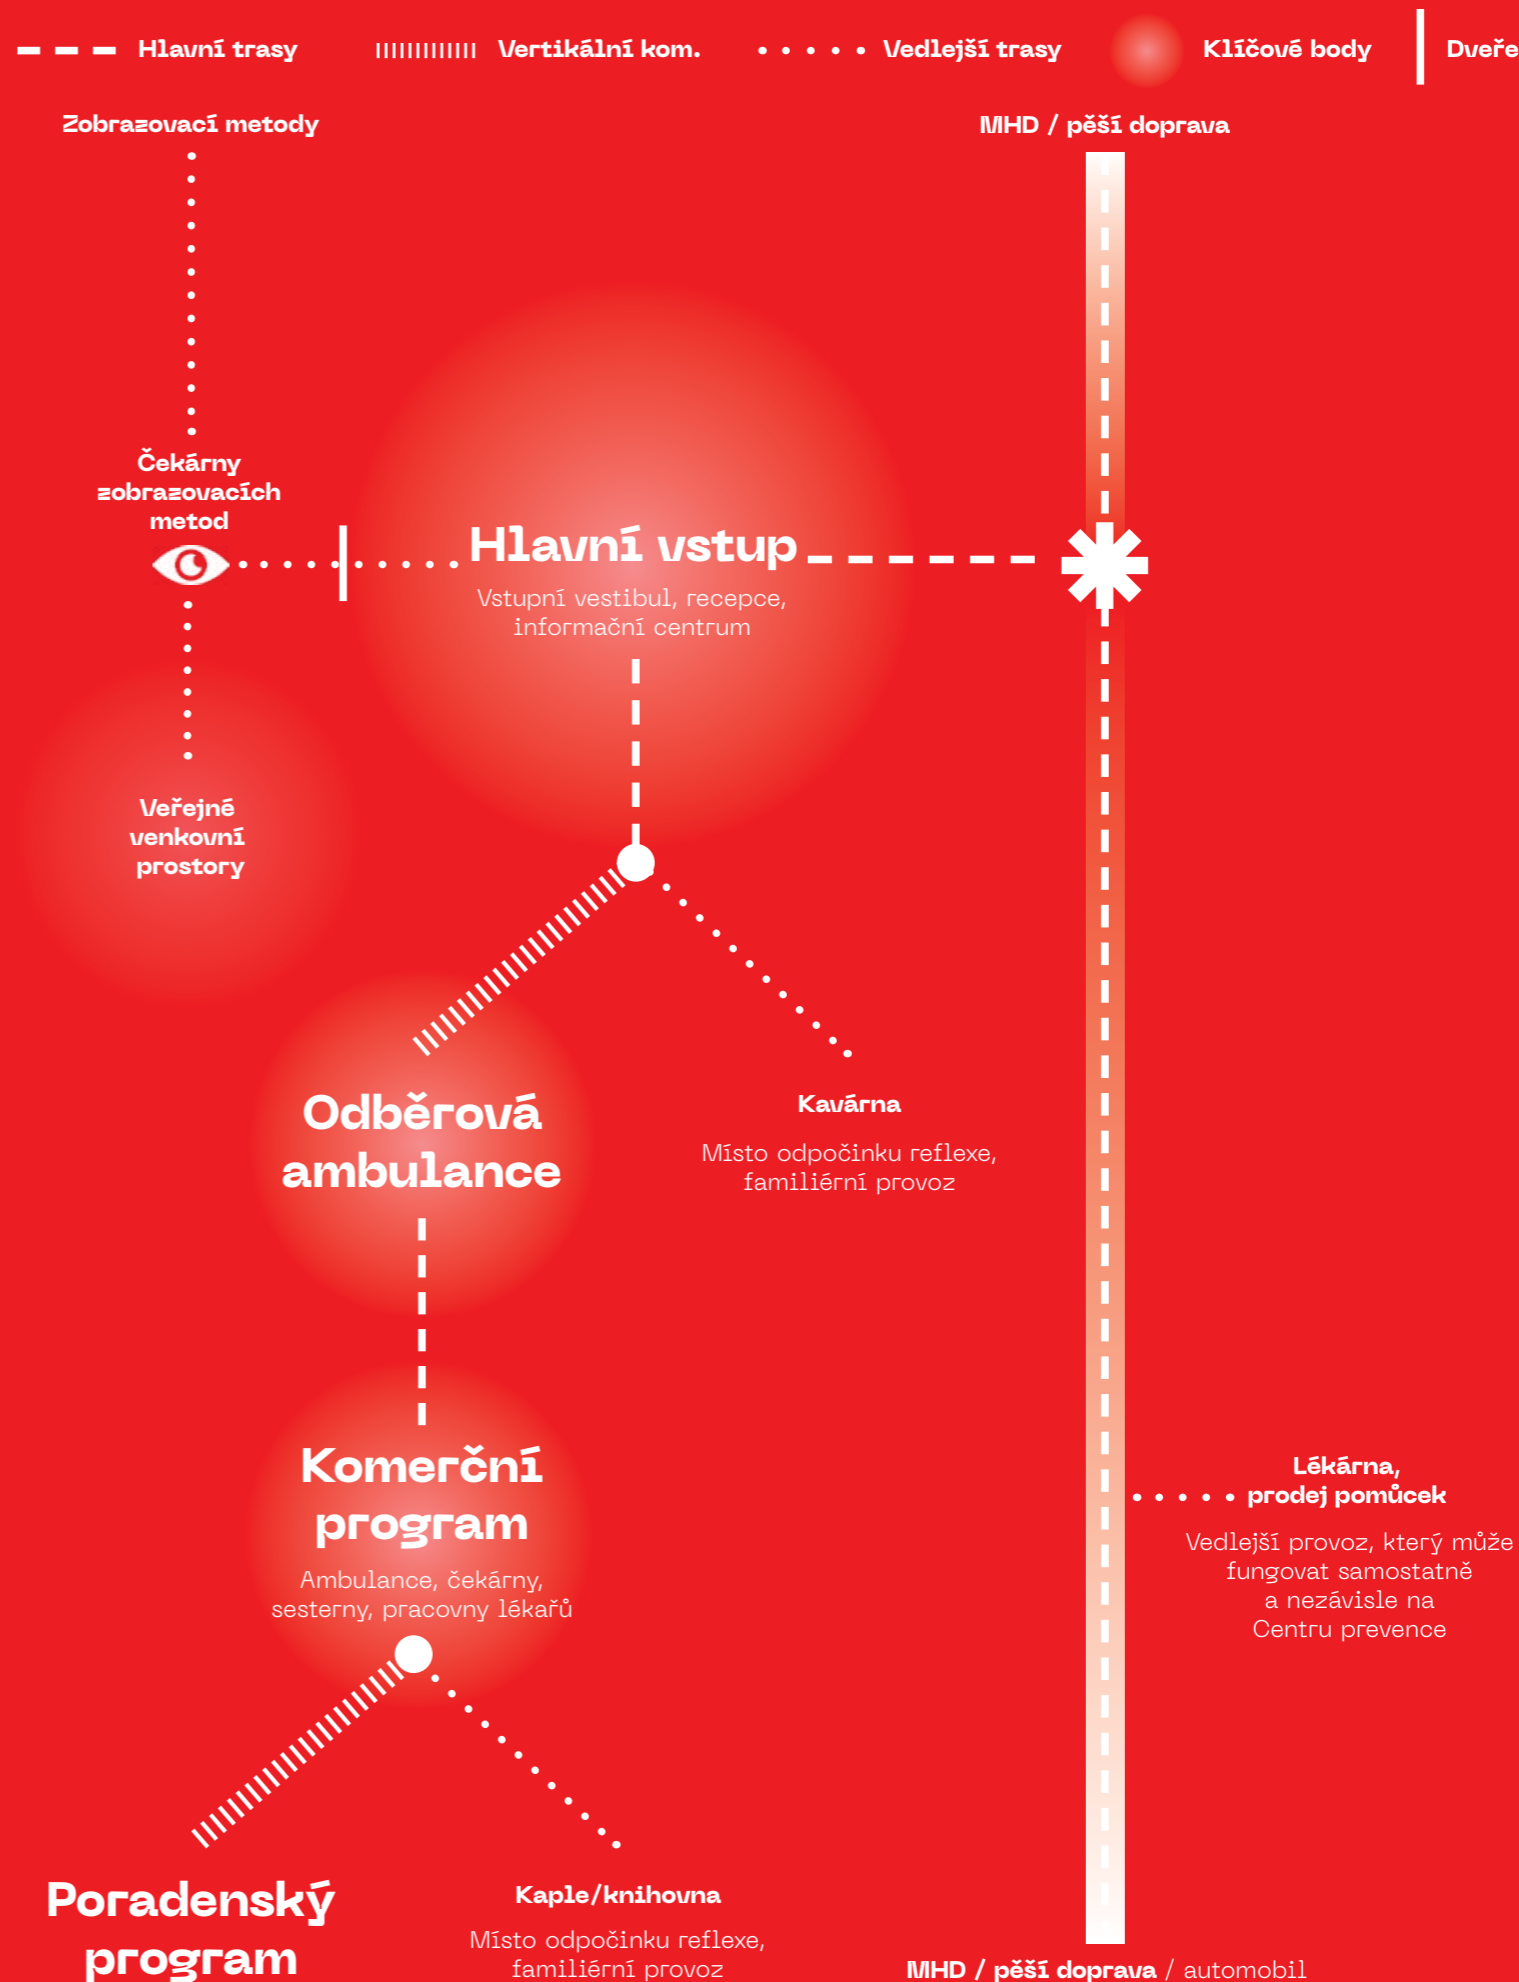 Hlavní trasy
Vertikální kom.
Vedlejší trasy
Klíčové body
Dveře
Zobrazovací metody
MHD / pěší doprava
Čekárny
zobrazovacích
metod
Hlavní vstup
Vstupní vestibul, recepce,
informační centrum
Veřejné
venkovní
prostory
Odběrová
ambulance
Kavárna
Místo odpočinku reflexe,
familiérní provoz
Komerční
program
Ambulance, čekárny,
sesterny, pracovny lékařů
Lékárna,
prodej pomůcek
Vedlejší provoz, který může
fungovat samostatně
a nezávisle na
Centru prevence
Poradenský
program
Kaple/knihovna
Místo odpočinku reflexe,
familiérní provoz
MHD / pěší doprava / automobil